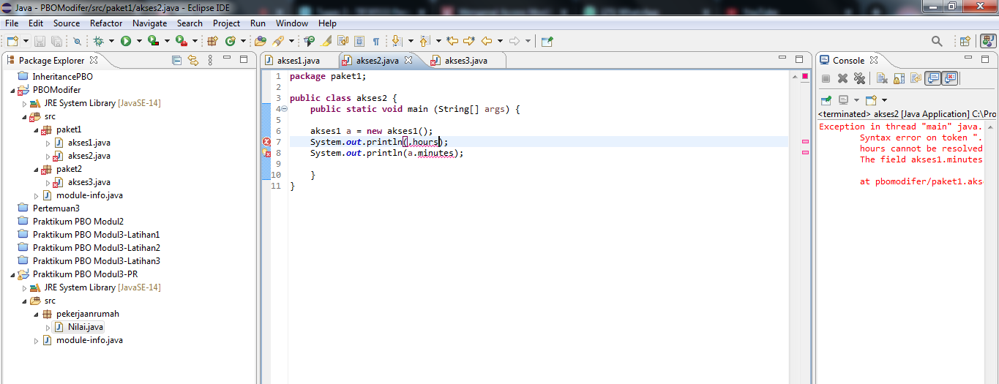 Java - PBOModifer/src/paket1/akses2.java - Eclipse IDE
File Edit Source Refactor Navigate Search Project Run Window Help
Package Explorer
InheritancePBO
PBOModifer
JRE System Library [JavaSE-14]
src
paket1
akses1.java
akses2.java
paket2
akses3.java
module-info.java
Pertemuan3
Praktikum PBO Modul2
Praktikum PBO Modul3-Latihan1
Praktikum PBO Modul3-Latihan2
Praktikum PBO Modul3-Latihan3
Praktikum PBO Modul3-PR
JRE System Library [JavaSE-14]
src
pekerjaanrumah
Nilai.java
module-info.java
akses1.java akses2.java akses3.java
1 package paket1;
2
3 public class akses2 {
4 public static void main (String[] args) {
5
6 akses1 a = new akses1();
7 System.out.println(.hours);
8 System.out.println(a.minutes);
9
10 }
11 }
Console
<terminated> akses2 [Java Application] C:\Pro
Exception in thread "main" java.
Syntax error on token ".
hours cannot be resolved
The field akses1.minutes
at pbomodifer/paket1.aks